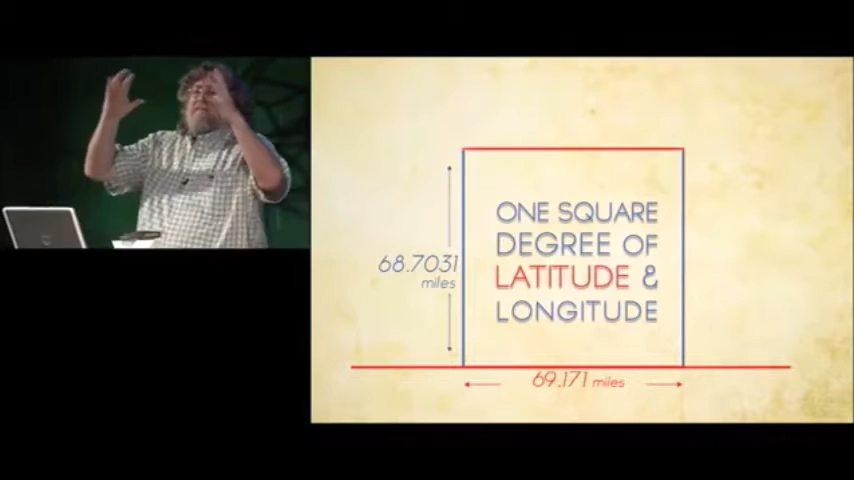 ONE SQUARE
DEGREE OF
LATITUDE &
LONGITUDE
68.7031
miles
69.171 miles